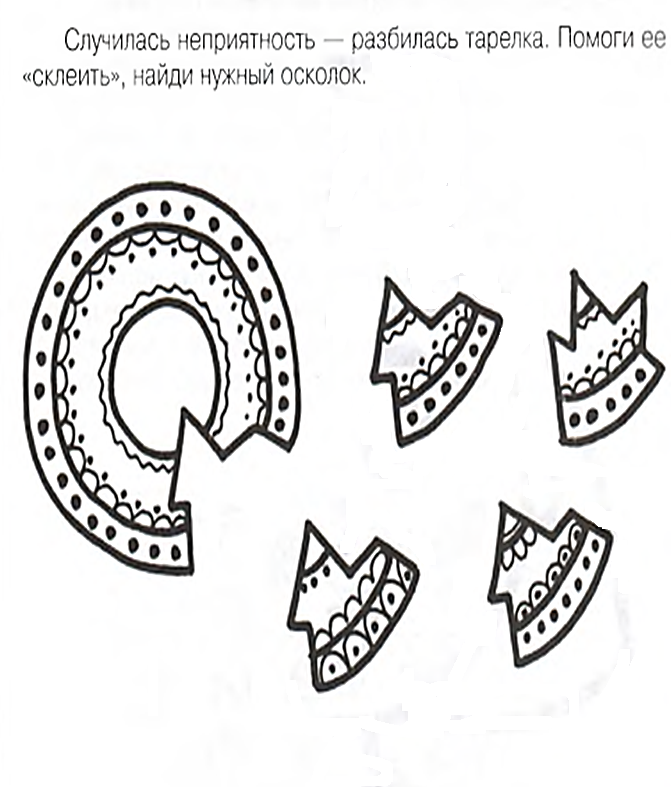 Случилась неприятность — разбилась тарелка. Помоги ее
«склеить», найди нужный осколок.